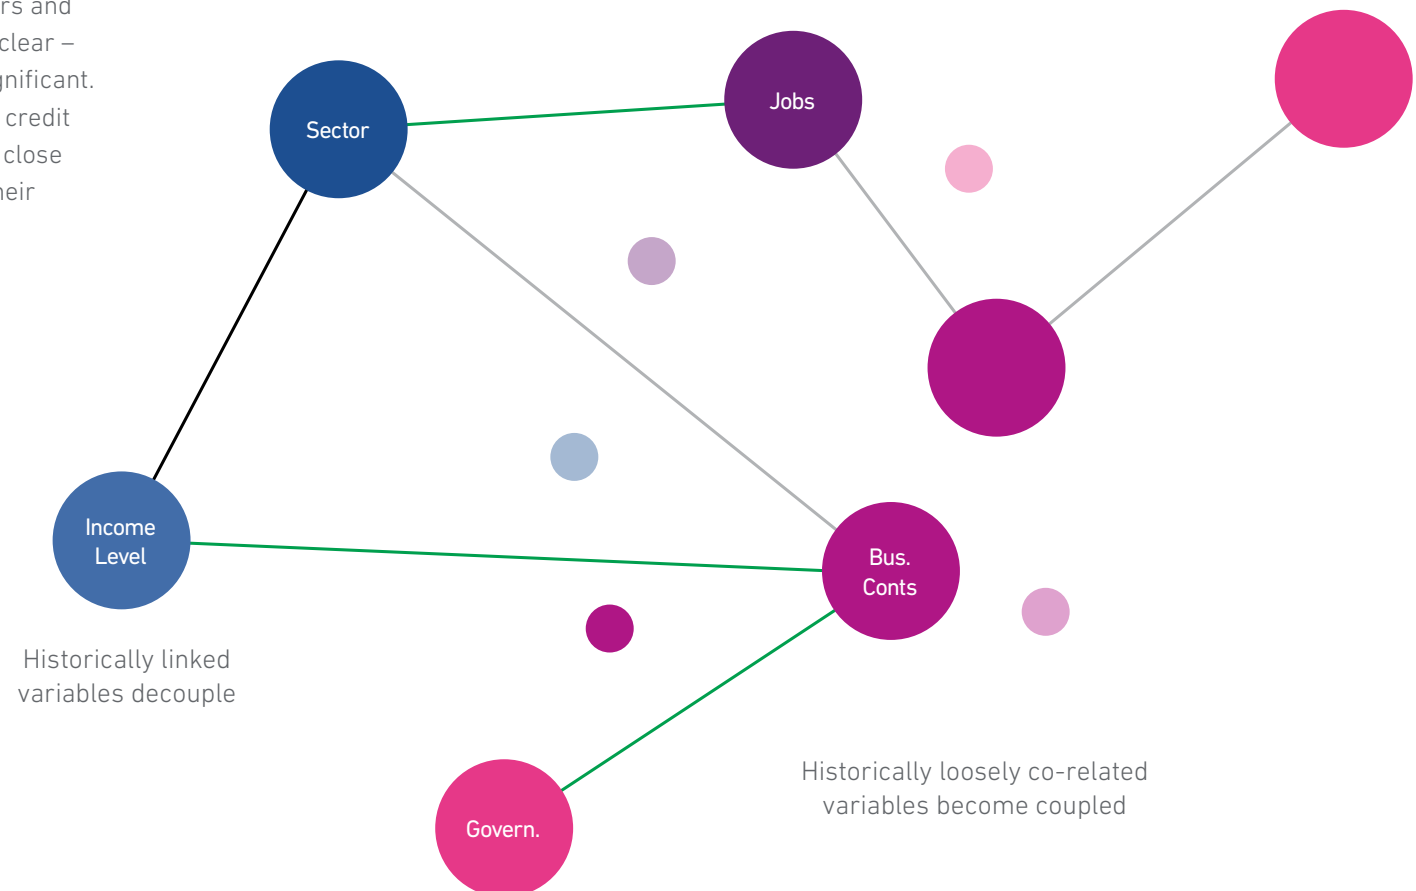 rs and
clear –
gnificant.
credit
close
heir
Sector
Jobs
Income
Level
Bus.
Conts
Historically linked
variables decouple
Historically loosely co-related
variables become coupled
Govern.